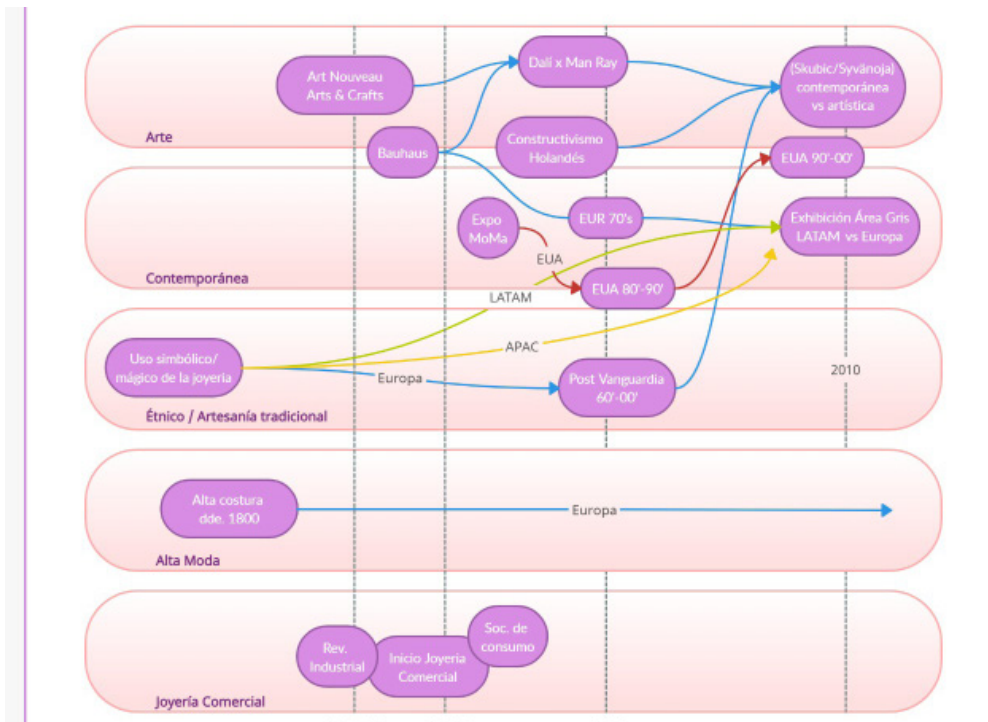 Art Nouveau
Arts & Crafts
Dalí x Man Ray
(Skubic/Syvänoja)
contemporánea
vs artística
Constructivismo
Holandés
Arte
Bauhaus
EUA 90'-00'
Expo
MoMa
EUR 70's
Exhibición Área Gris
LATAM vs Europa
EUA
Contemporánea
EUA 80'-90'
LATAM
APAC
Uso simbólico/
mágico de la joyeria
Europa
Post Vanguardia
60'-00'
2010
Étnico / Artesanía tradicional
Alta costura
dde. 1800
Europa
Alta Moda
Rev.
Industrial
Inicio Joyeria
Comercial
Soc. de
consumo
Joyería Comercial